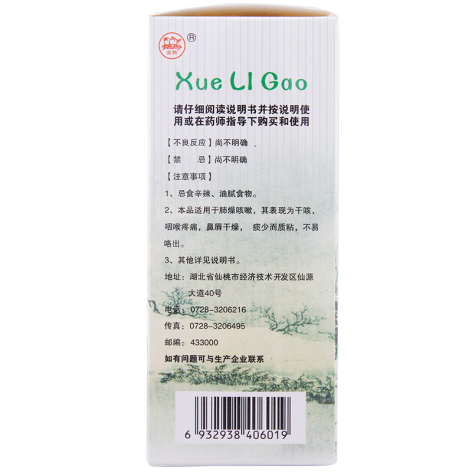 ®
Xue LI Gao
请仔细阅读说明书并按说明使
用或在药师指导下购买和使用
【不良反应】尚不明确。
【禁　　忌】尚不明确
【注意事项】
1、忌食辛辣、油腻食物。
2、本品适用于肺燥咳嗽，其表现为干咳，
咽喉疼痛，鼻唇干燥， 痰少而质粘，不易
咯出。
3、其他详见说明书。
地址：湖北省仙桃市经济技术开发区仙源
大道40号
电话：0728-3206216
传真：0728-3206495
邮编：433000
如有问题可与生产企业联系
6 932938 406019